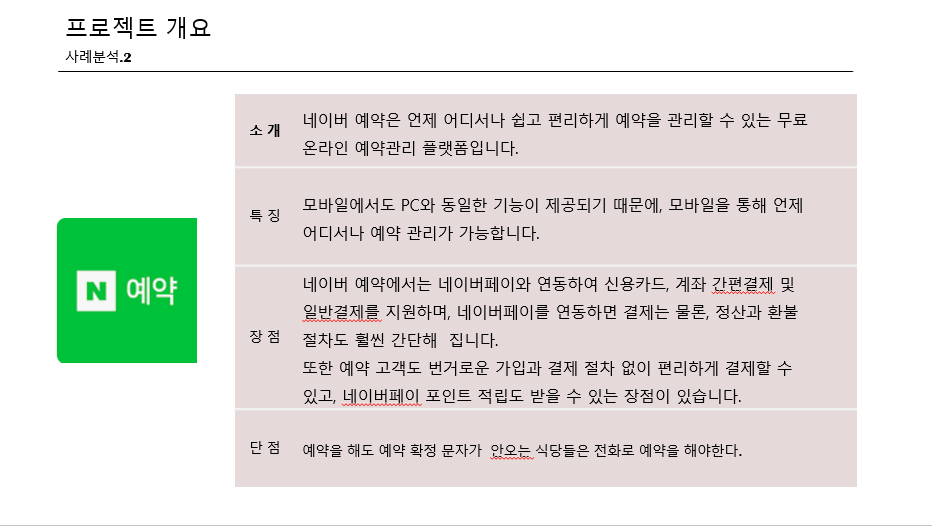 프로젝트 개요
사례분석.2
소 개
네이버 예약은 언제 어디서나 쉽고 편리하게 예약을 관리할 수 있는 무료
온라인 예약관리 플랫폼입니다.
특 징
모바일에서도 PC와 동일한 기능이 제공되기 때문에, 모바일을 통해 언제
어디서나 예약 관리가 가능합니다.
N 예약
장 점
네이버 예약에서는 네이버페이와 연동하여 신용카드, 계좌 간편결제 및
일반결제를 지원하며, 네이버페이를 연동하면 결제는 물론, 정산과 환불
절차도 훨씬 간단해  집니다.
또한 예약 고객도 번거로운 가입과 결제 절차 없이 편리하게 결제할 수
있고, 네이버페이 포인트 적립도 받을 수 있는 장점이 있습니다.
단 점
예약을 해도 예약 확정 문자가  안오는 식당들은 전화로 예약을 해야한다.